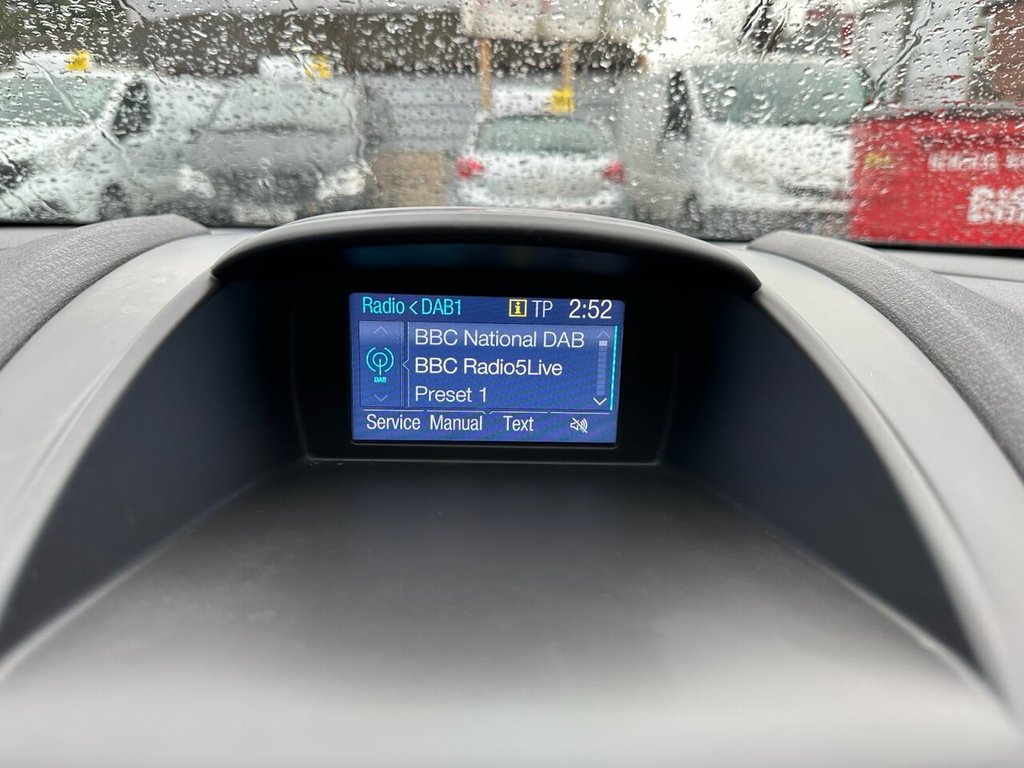 Radio < DAB1 i TP 2:52
BBC National DAB
DAB
BBC Radio5Live
Preset 1
Service Manual Text